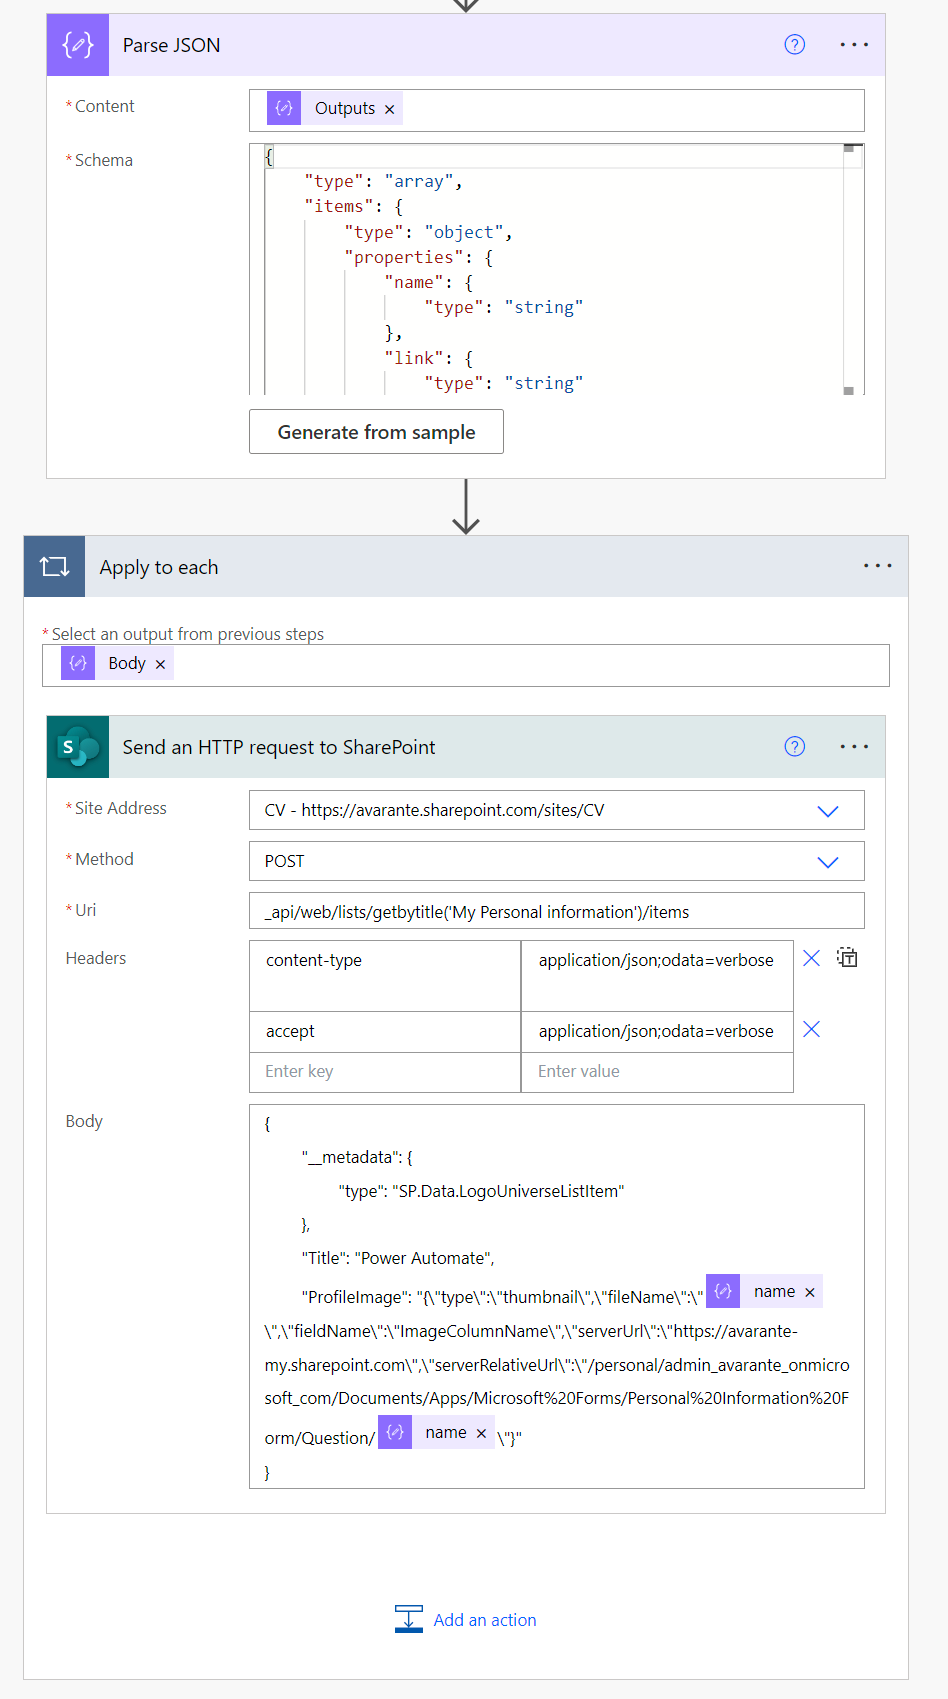 Parse JSON
* Content
Outputs ×
* Schema
{
"type": "array",
"items": {
"type": "object",
"properties": {
"name": {
"type": "string"
},
"link": {
"type": "string"
Generate from sample
Apply to each
* Select an output from previous steps
Body ×
Send an HTTP request to SharePoint
* Site Address
CV - https://avarante.sharepoint.com/sites/CV
* Method
POST
* Uri
_api/web/lists/getbytitle('My Personal information')/items
Headers
content-type
application/json;odata=verbose
accept
application/json;odata=verbose
Enter key
Enter value
Body
{
"__metadata": {
"type": "SP.Data.LogoUniverseListItem"
},
"Title": "Power Automate",
"ProfileImage": "{\"type\":\"thumbnail\",\"fileName\":\" name ×
\",\"fieldName\":\"ImageColumnName\",\"serverUrl\":\"https://avarante-
my.sharepoint.com\",\"serverRelativeUrl\":\"/personal/admin_avarante_onmicro
soft_com/Documents/Apps/Microsoft%20Forms/Personal%20Information%20F
orm/Question/ name × \"}"
}
Add an action